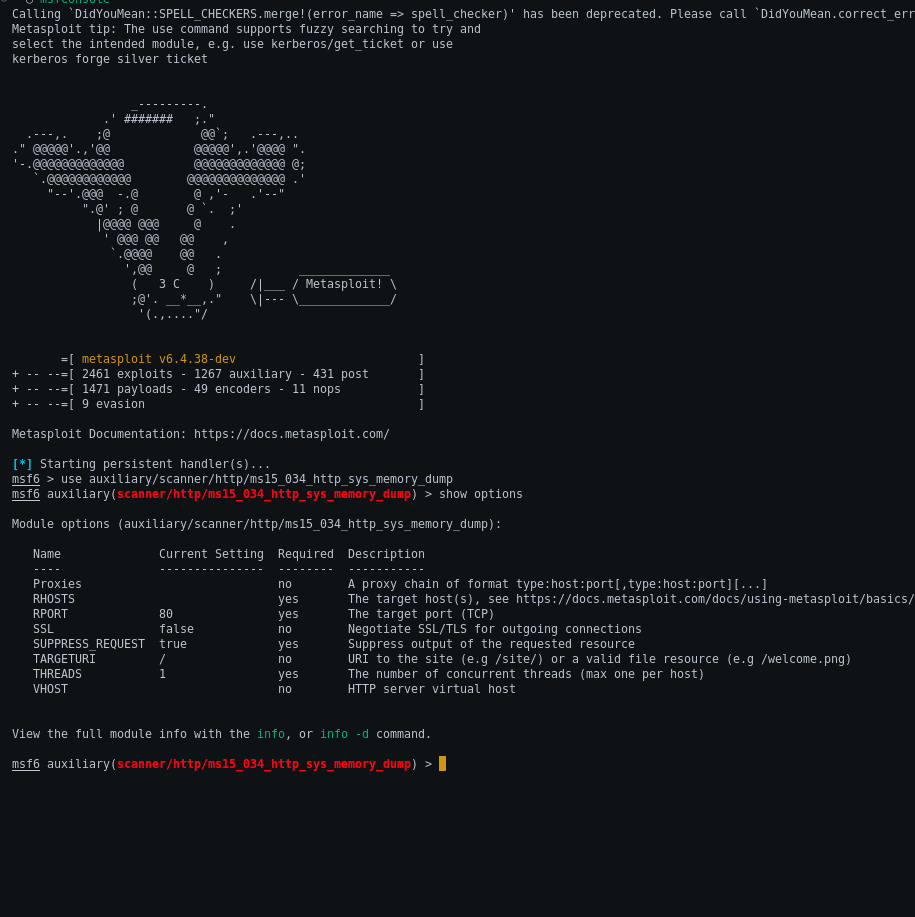 msfconsole
Calling `DidYouMean::SPELL_CHECKERS.merge!(error_name => spell_checker)' has been deprecated. Please call `DidYouMean.correct_err
Metasploit tip: The use command supports fuzzy searching to try and
select the intended module, e.g. use kerberos/get_ticket or use
kerberos forge silver ticket
                 _---------.
             .' #######   ;."
  .---,.    ;@             @@`;   .---,..
." @@@@@'.,'@@            @@@@@',.'@@@@ ".
'-.@@@@@@@@@@@@@          @@@@@@@@@@@@@ @;
   `.@@@@@@@@@@@@        @@@@@@@@@@@@@@ .'
     "--'.@@@  -.@        @ ,'-   .'--"
          ".@' ; @       @ `.  ;'
            |@@@@ @@@     @    .
             ' @@@ @@   @@    ,
              `.@@@@    @@   .
                ',@@     @   ;           _____________
                 (   3 C    )     /|___ / Metasploit! \
                 ;@'. __*__,."    \|--- \_____________/
                  '(.,...."/
       =[ metasploit v6.4.38-dev                          ]
+ -- --=[ 2461 exploits - 1267 auxiliary - 431 post       ]
+ -- --=[ 1471 payloads - 49 encoders - 11 nops           ]
+ -- --=[ 9 evasion                                       ]
Metasploit Documentation: https://docs.metasploit.com/
[*] Starting persistent handler(s)...
msf6 > use auxiliary/scanner/http/ms15_034_http_sys_memory_dump
msf6 auxiliary(scanner/http/ms15_034_http_sys_memory_dump) > show options
Module options (auxiliary/scanner/http/ms15_034_http_sys_memory_dump):
   Name              Current Setting  Required  Description
   ----              ---------------  --------  -----------
   Proxies                            no        A proxy chain of format type:host:port[,type:host:port][...]
   RHOSTS                             yes       The target host(s), see https://docs.metasploit.com/docs/using-metasploit/basics/
   RPORT             80               yes       The target port (TCP)
   SSL               false            no        Negotiate SSL/TLS for outgoing connections
   SUPPRESS_REQUEST  true             yes       Suppress output of the requested resource
   TARGETURI         /                no        URI to the site (e.g /site/) or a valid file resource (e.g /welcome.png)
   THREADS           1                yes       The number of concurrent threads (max one per host)
   VHOST                              no        HTTP server virtual host
View the full module info with the info, or info -d command.
msf6 auxiliary(scanner/http/ms15_034_http_sys_memory_dump) >